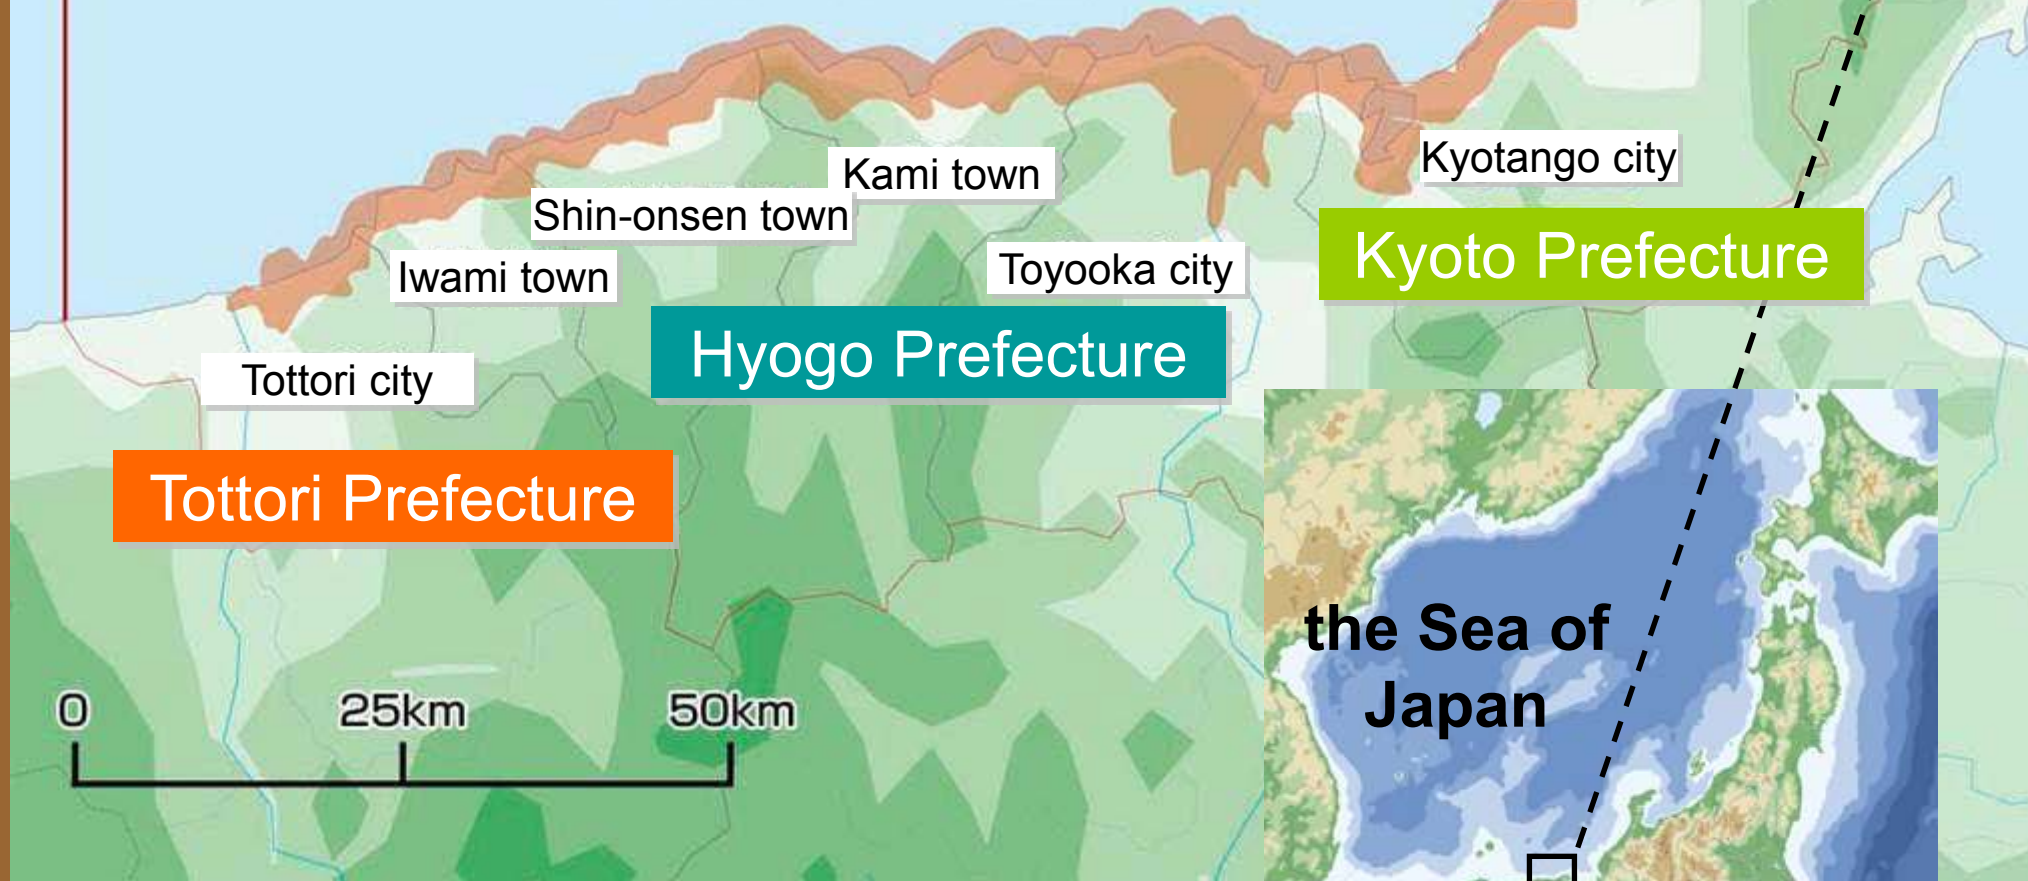 Kyotango city
Kami town
Shin-onsen town
Kyoto Prefecture
Toyooka city
Iwami town
Hyogo Prefecture
Tottori city
Tottori Prefecture
the Sea of
Japan
0 25km 50km